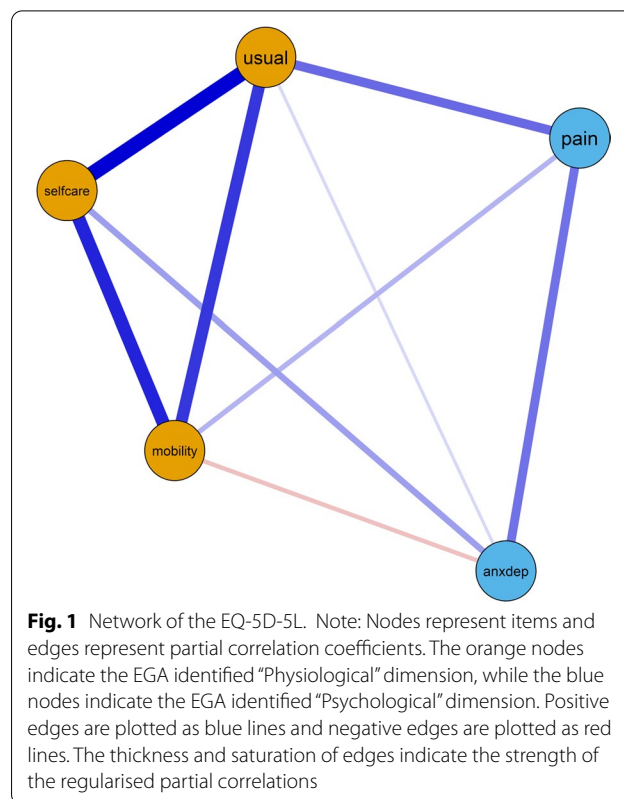 usual
pain
selfcare
mobility
anxdep
Fig. 1 Network of the EQ-5D-5L. Note: Nodes represent items and
edges represent partial correlation coefficients. The orange nodes
indicate the EGA identified “Physiological” dimension, while the blue
nodes indicate the EGA identified “Psychological” dimension. Positive
edges are plotted as blue lines and negative edges are plotted as red
lines. The thickness and saturation of edges indicate the strength of
the regularised partial correlations